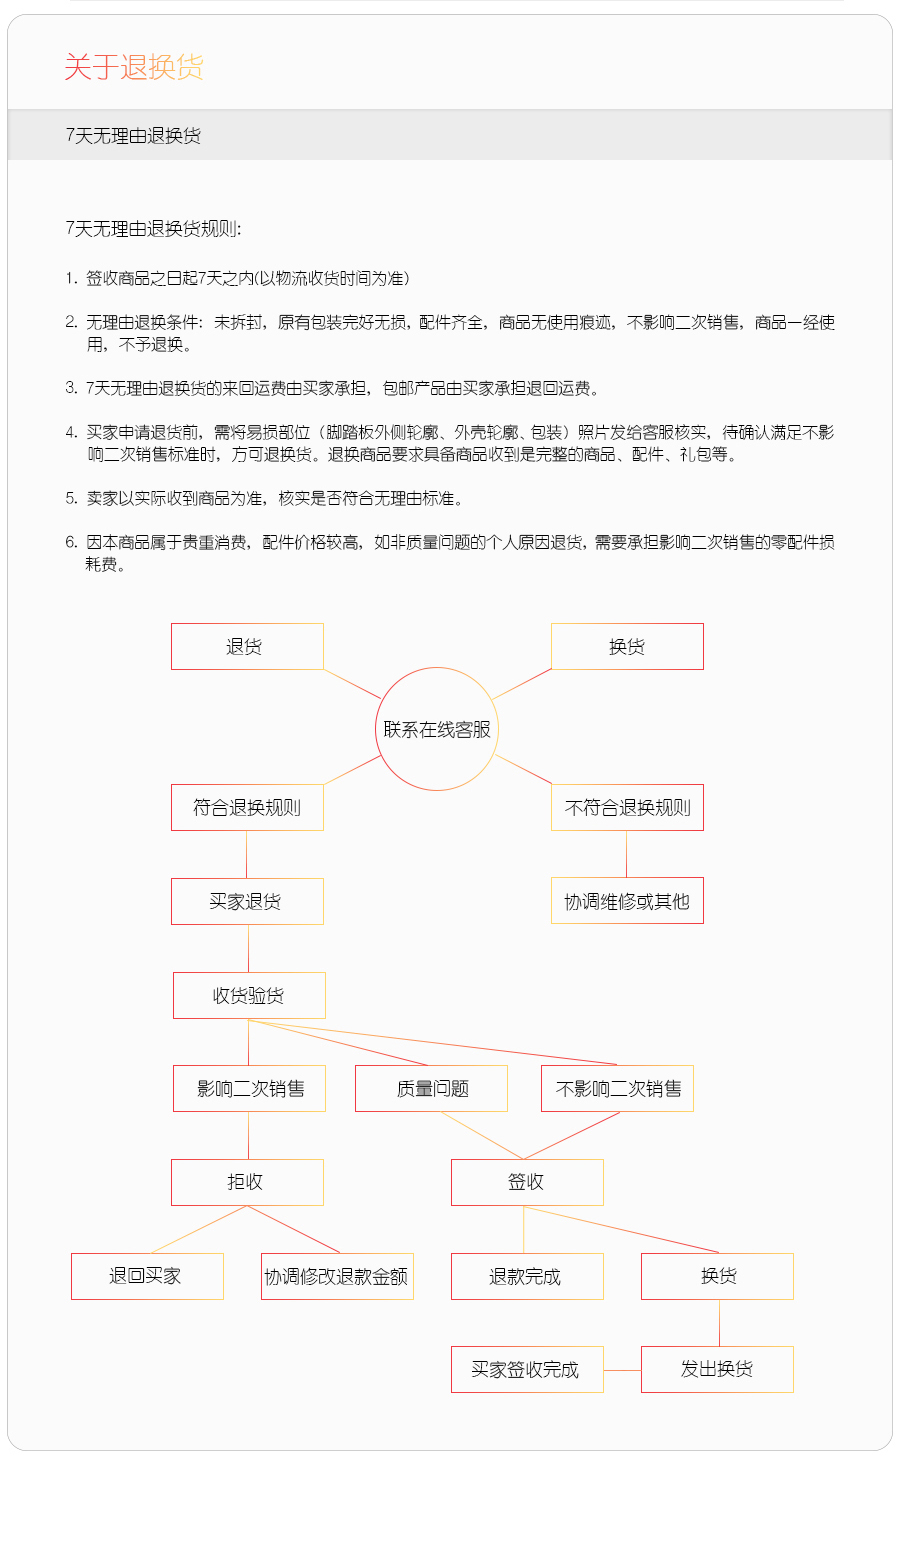 关于退换货
7天无理由退换货
7天无理由退换货规则:
1. 签收商品之日起7天之内(以物流收货时间为准)
2. 无理由退换条件：未拆封，原有包装完好无损，配件齐全，商品无使用痕迹，不影响二次销售，商品一经使
用，不予退换。
3. 7天无理由退换货的来回运费由买家承担，包邮产品由买家承担退回运费。
4. 买家申请退货前，需将易损部位（脚踏板外侧轮廓、外壳轮廓、包装）照片发给客服核实，待确认满足不影
响二次销售标准时，方可退换货。退换商品要求具备商品收到是完整的商品、配件、礼包等。
5. 卖家以实际收到商品为准，核实是否符合无理由标准。
6. 因本商品属于贵重消费，配件价格较高，如非质量问题的个人原因退货，需要承担影响二次销售的零配件损
耗费。
退货
换货
联系在线客服
符合退换规则
不符合退换规则
买家退货
协调维修或其他
收货验货
影响二次销售
质量问题
不影响二次销售
拒收
签收
退回买家
协调修改退款金额
退款完成
换货
买家签收完成
发出换货